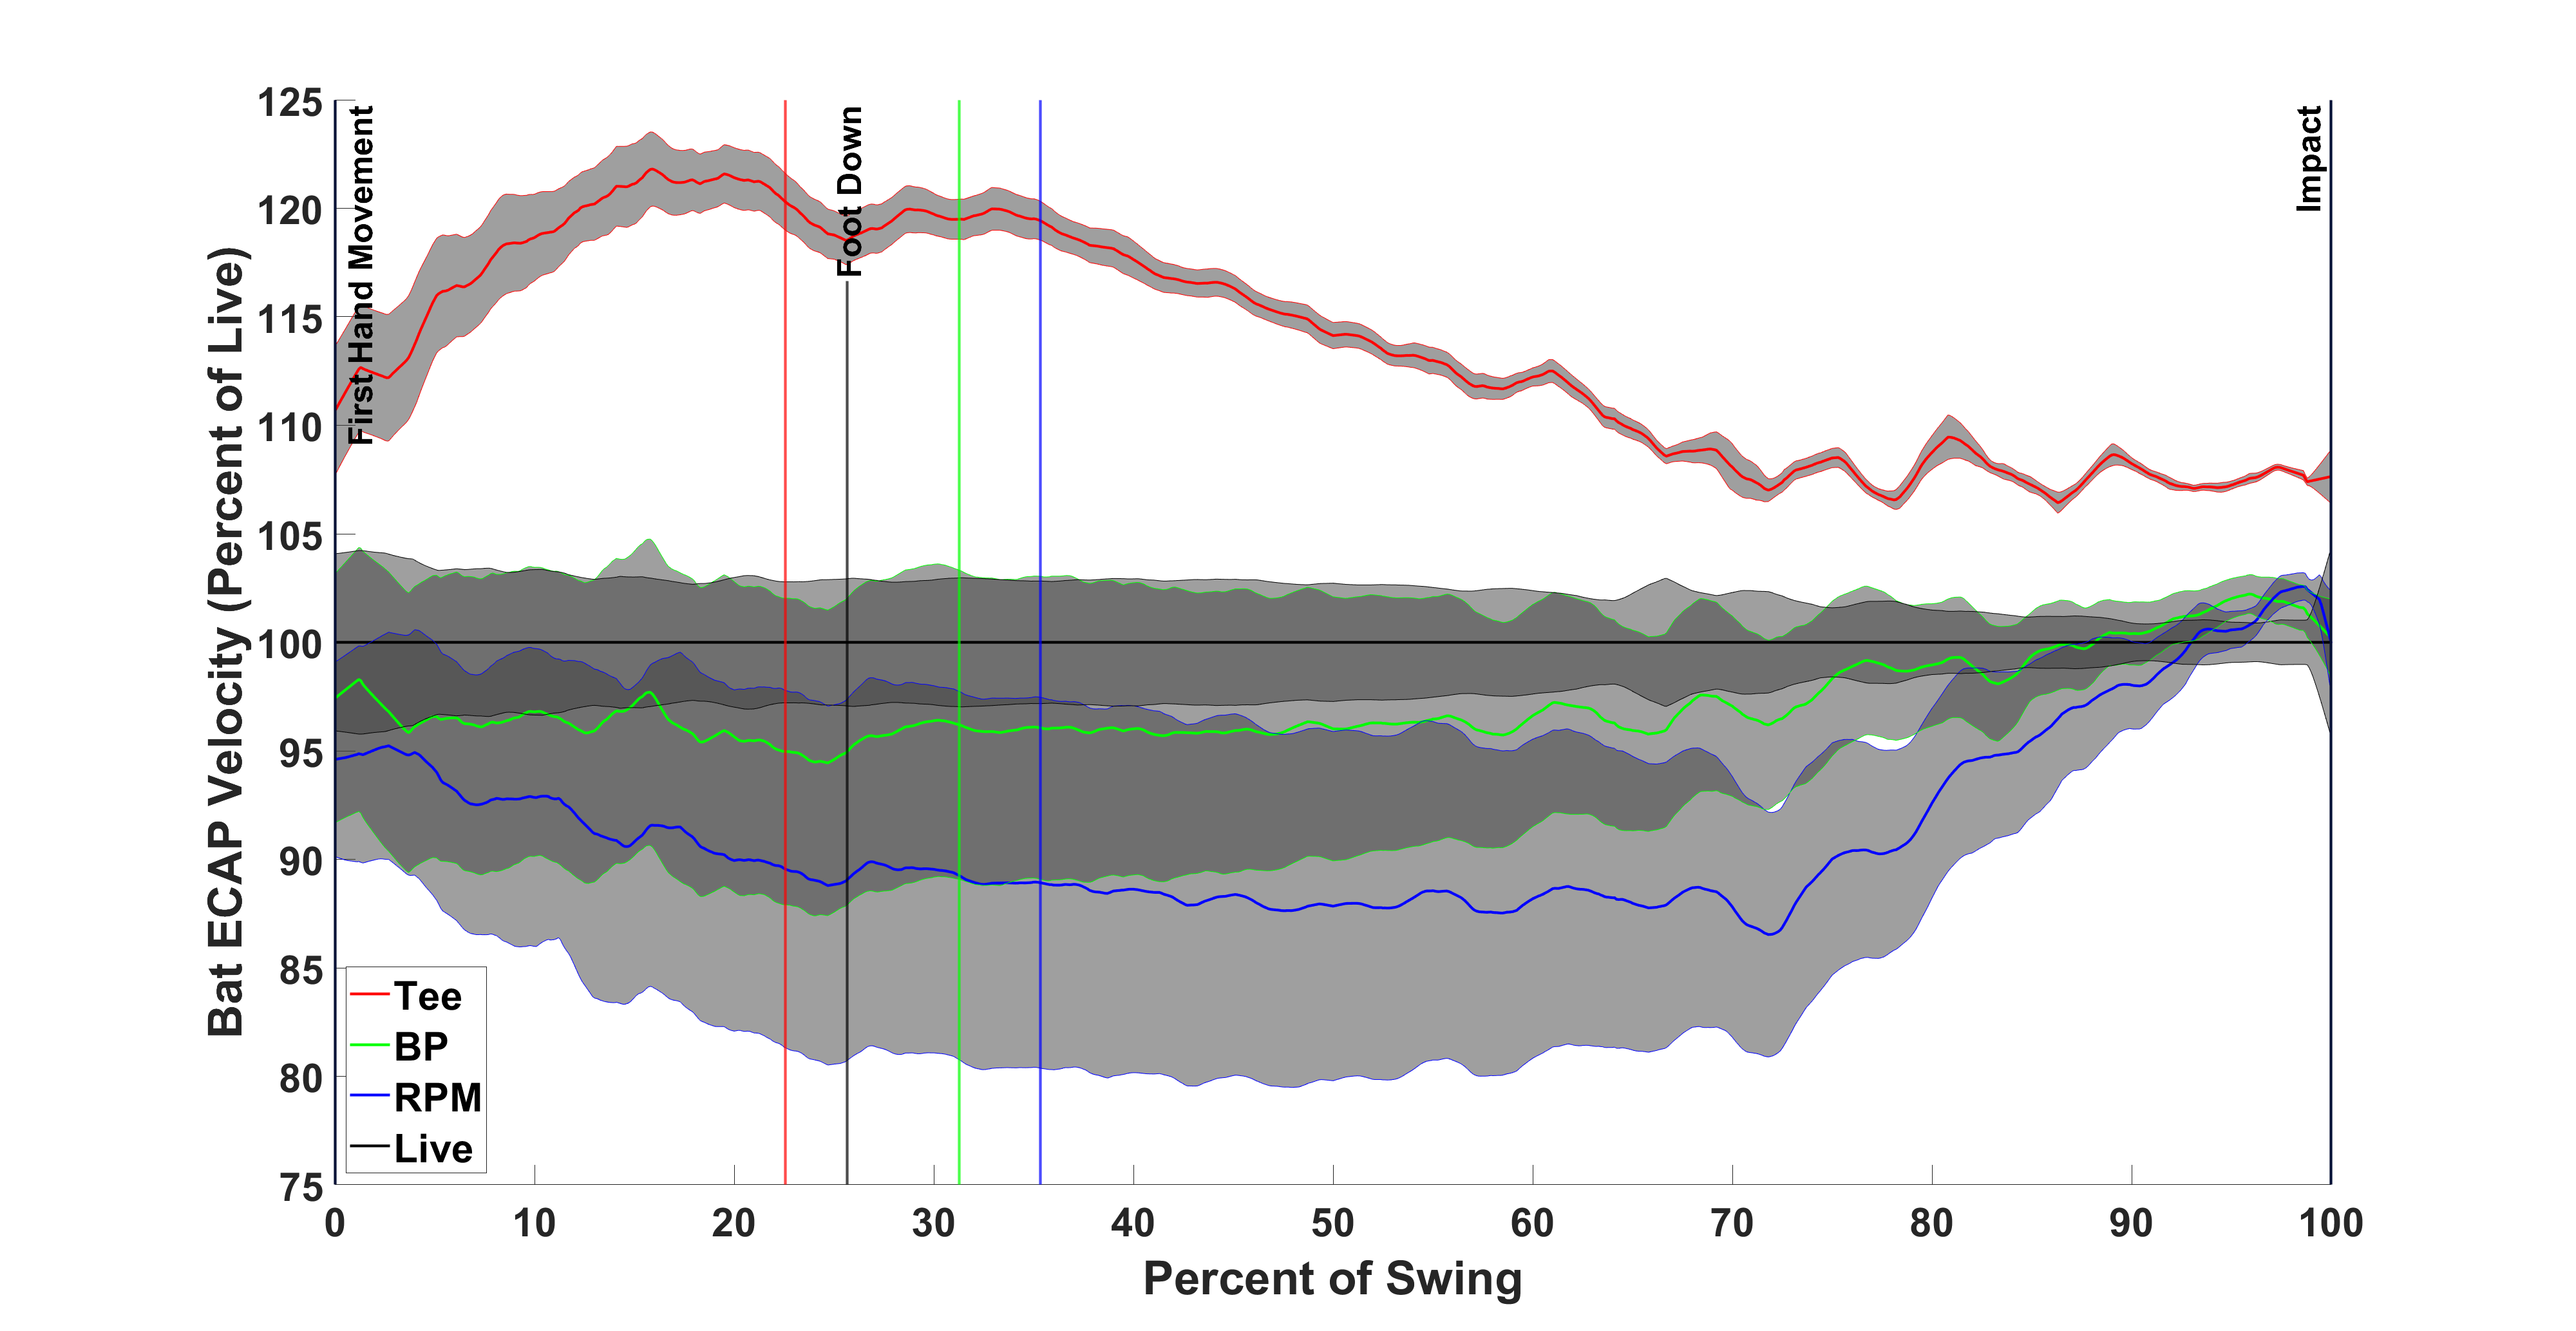 125
120
115
110
105
100
95
90
85
80
75
Bat ECAP Velocity (Percent of Live)
First Hand Movement
Foot Down
Impact
Tee
BP
RPM
Live
0 10 20 30 40 50 60 70 80 90 100
Percent of Swing